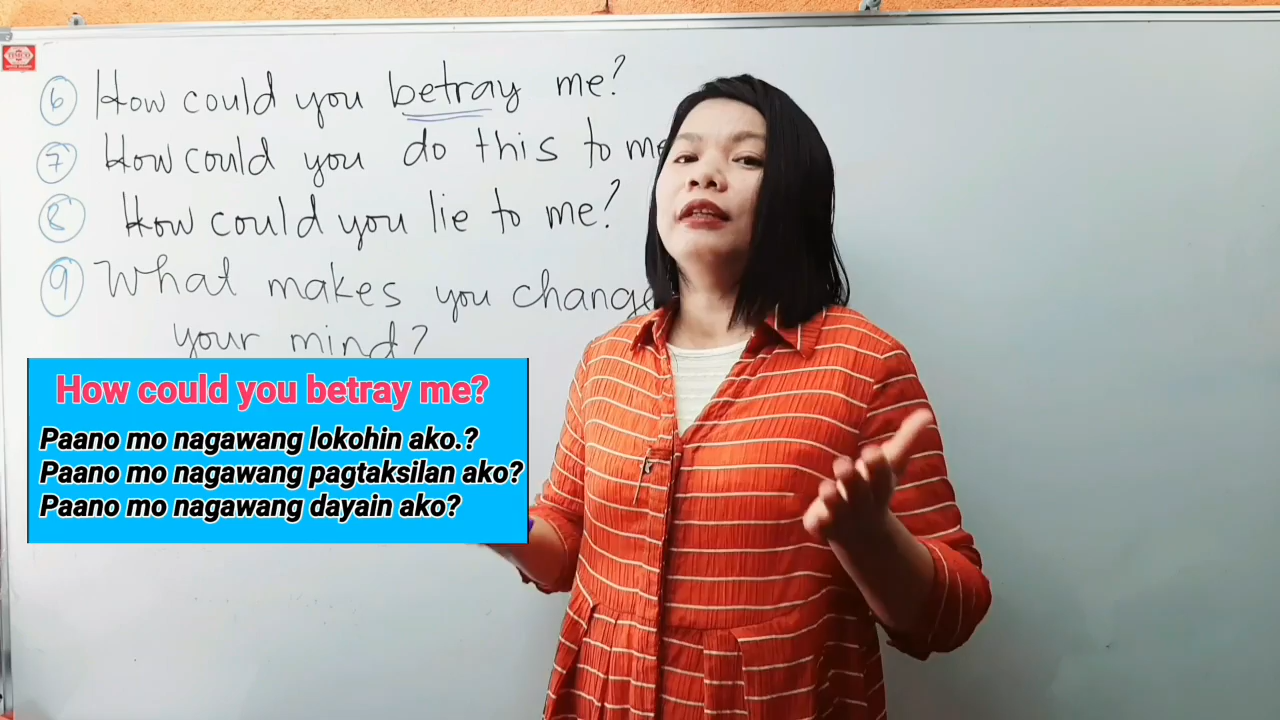 6 How could you betray me?
7 How could you do this to me
8 How could you lie to me?
9 What makes you change
your mind?
How could you betray me?
Paano mo nagawang lokohin ako.?
Paano mo nagawang pagtaksilan ako?
Paano mo nagawang dayain ako?